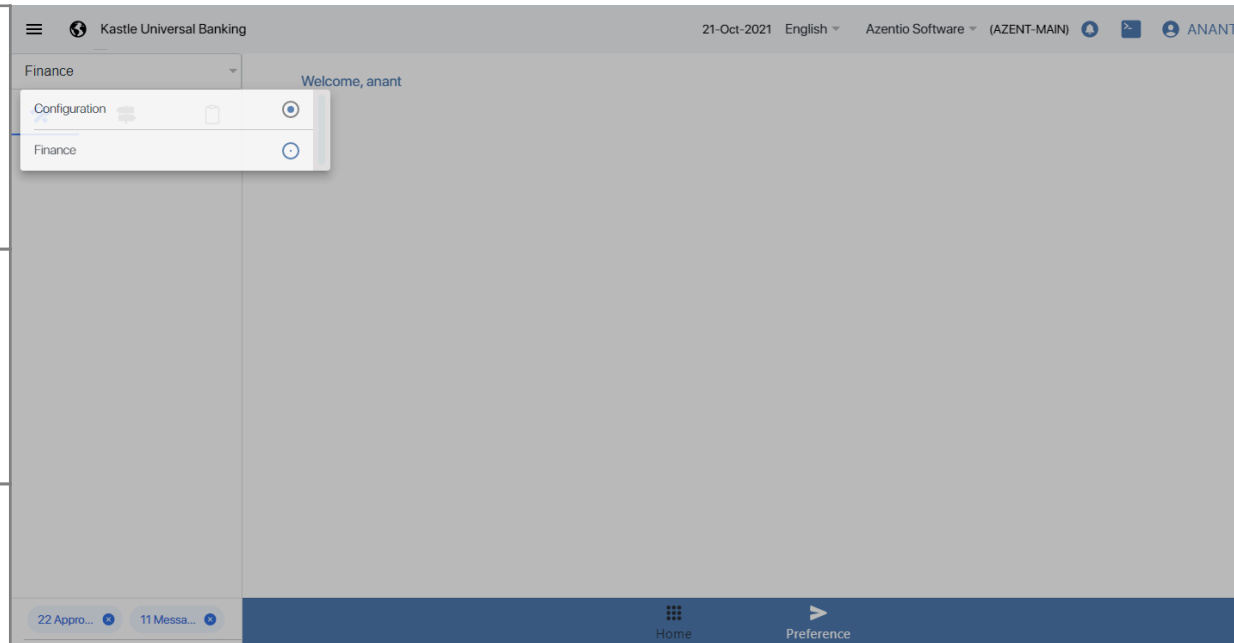 Kastle Universal Banking 21-Oct-2021 English Azentio Software (AZENT-MAIN) ANANT
Finance
Welcome, anant
Configuration
Finance
22 Appro... 11 Messa...
Home Preference